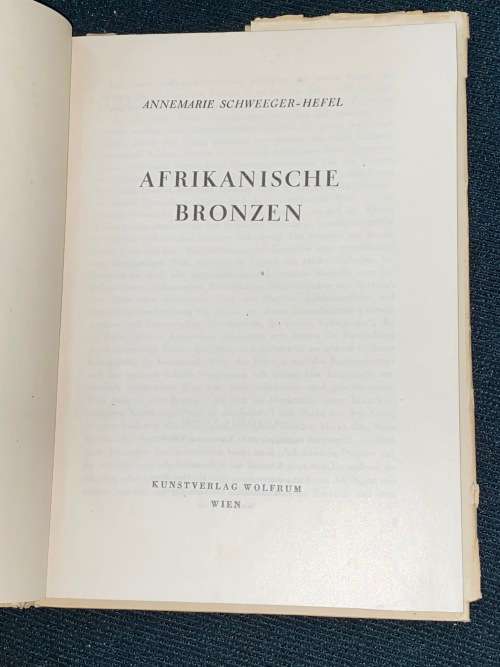 ANNEMARIE SCHWEEGER-HEFEL
AFRIKANISCHE
BRONZEN
KUNSTVERLAG WOLFRUM
WIEN